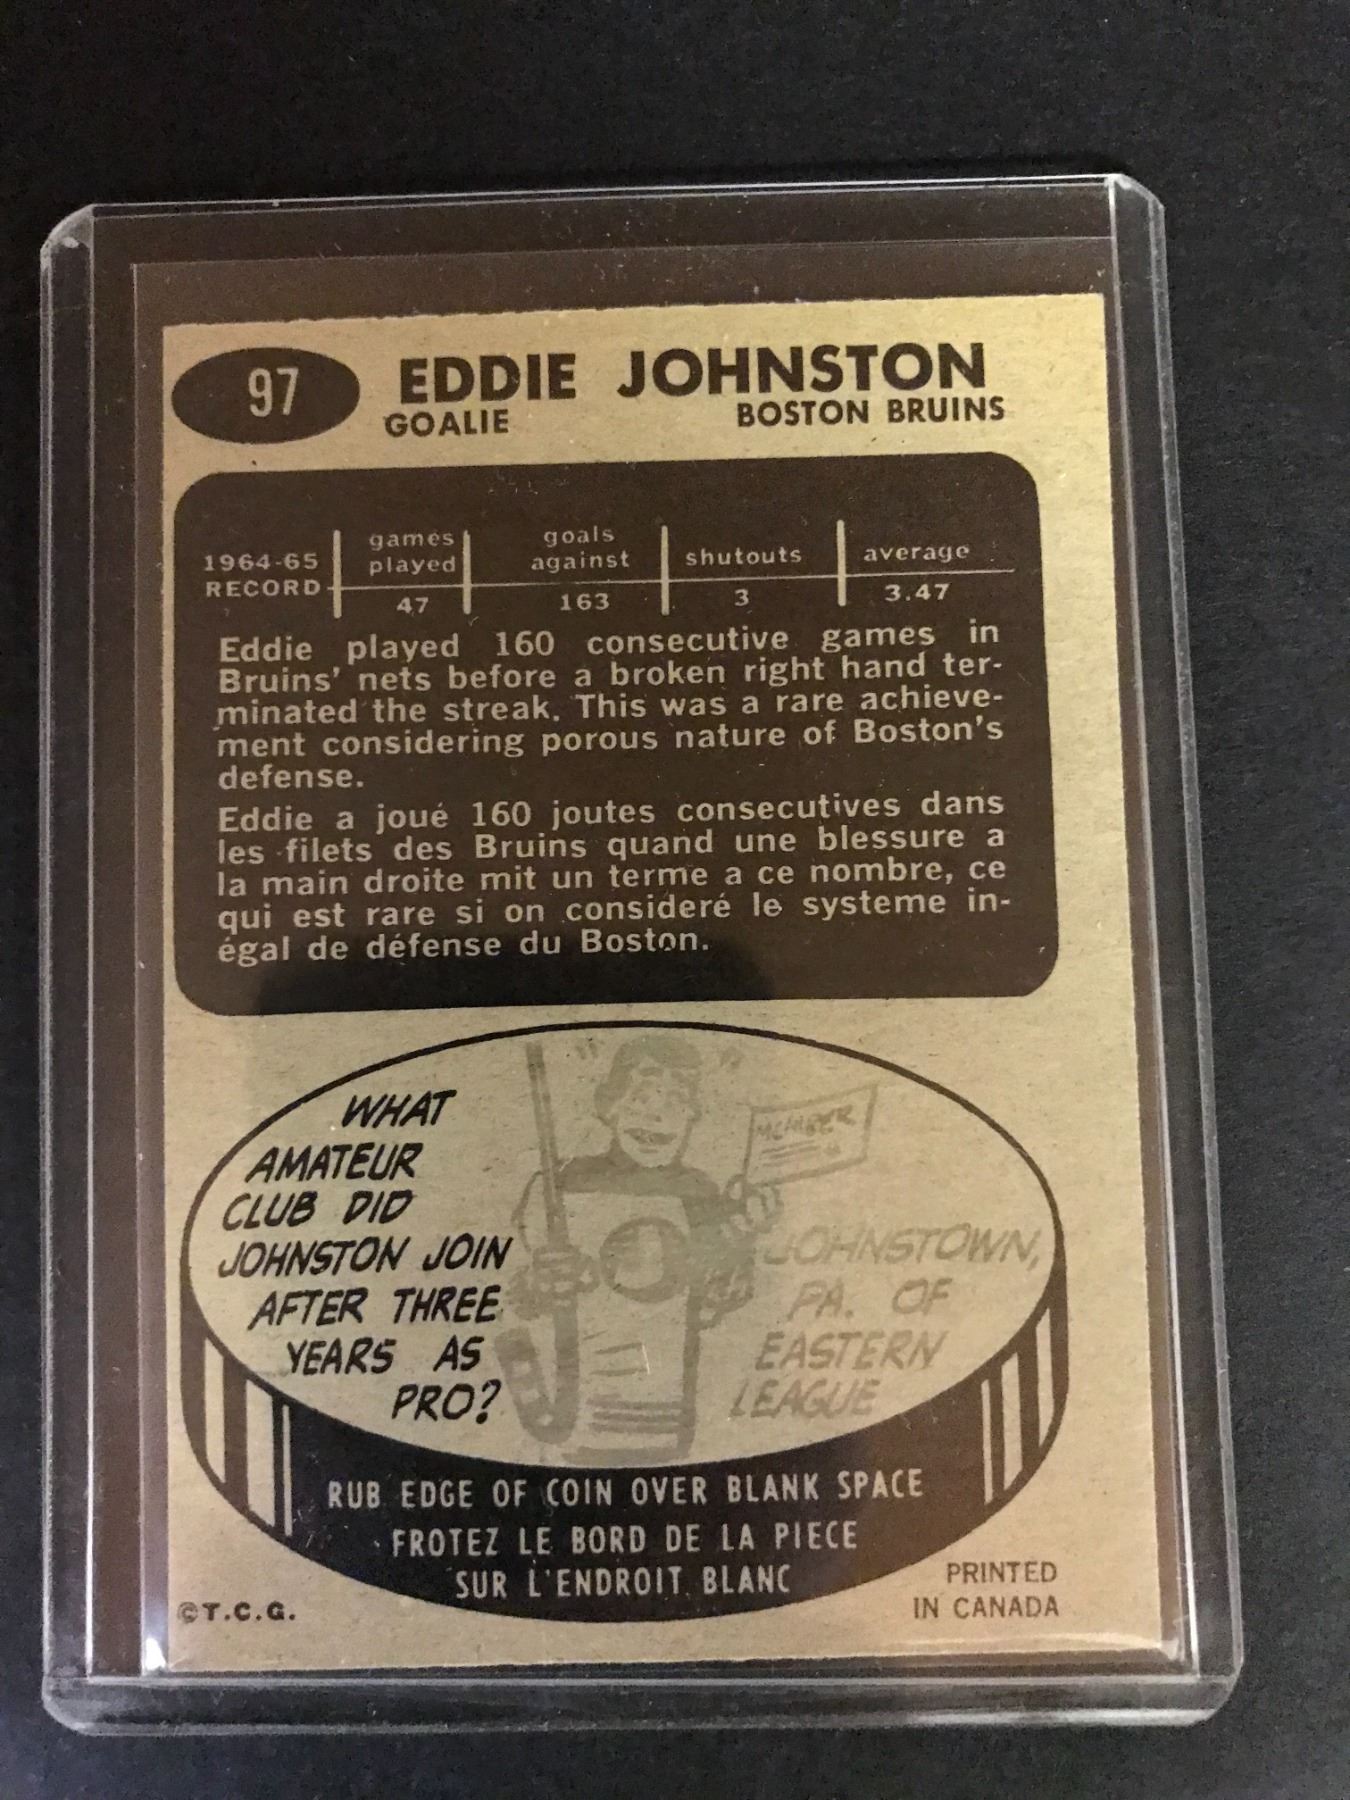 97
EDDIE JOHNSTON
GOALIE BOSTON BRUINS
1964-65 RECORD
games played
goals against
shutouts
average
47 163 3 3.47
Eddie played 160 consecutive games in
Bruins' nets before a broken right hand ter-
minated the streak. This was a rare achieve-
ment considering porous nature of Boston's
defense.
Eddie a joué 160 joutes consecutives dans
les filets des Bruins quand une blessure a
la main droite mit un terme a ce nombre, ce
qui est rare si on consideré le systeme in-
égal de défense du Boston.
WHAT
AMATEUR
CLUB DID
JOHNSTON JOIN
AFTER THREE
YEARS AS
PRO?
MEMBER
JOHNSTOWN,
PA. OF
EASTERN
LEAGUE
RUB EDGE OF COIN OVER BLANK SPACE
FROTEZ LE BORD DE LA PIECE
SUR L'ENDROIT BLANC
©T.C.G.
PRINTED
IN CANADA